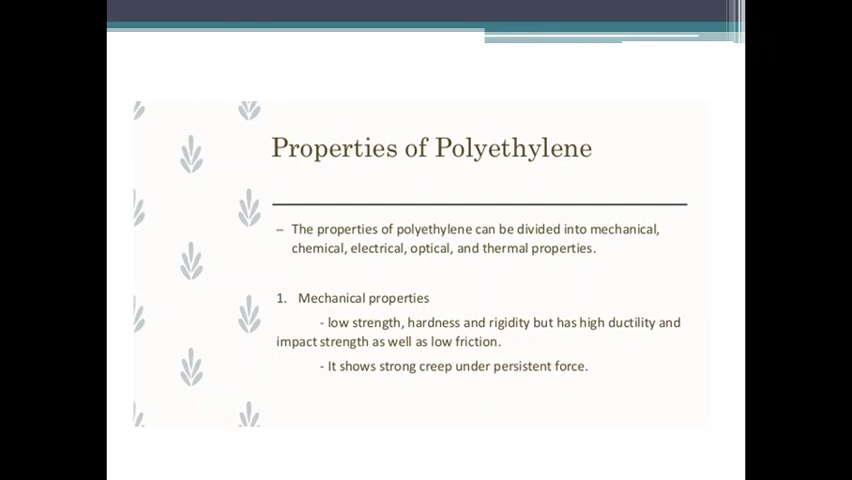 Properties of Polyethylene
– The properties of polyethylene can be divided into mechanical,
chemical, electrical, optical, and thermal properties.
1. Mechanical properties
- low strength, hardness and rigidity but has high ductility and
impact strength as well as low friction.
- It shows strong creep under persistent force.